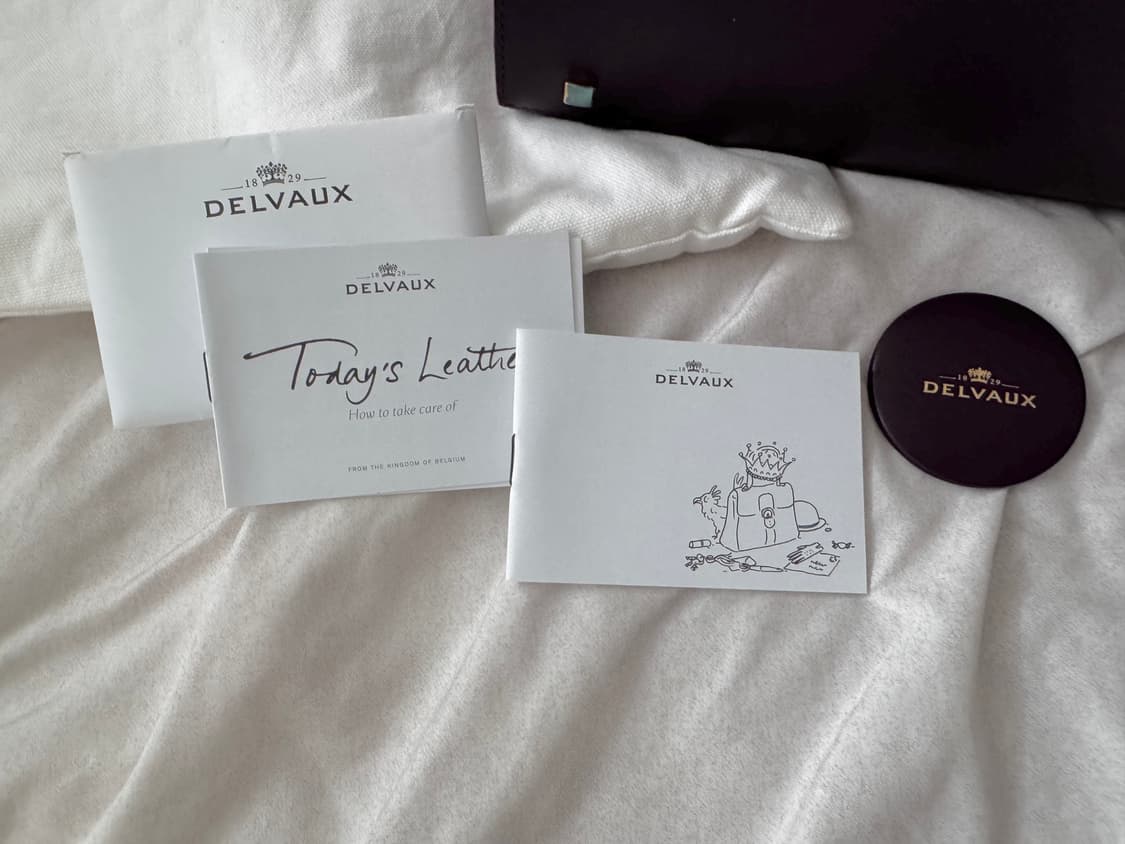 18 29
DELVAUX
18 29
DELVAUX
Today's Leathe
How to take care of
FROM THE KINGDOM OF BELGIUM
18 29
DELVAUX
18 29
DELVAUX